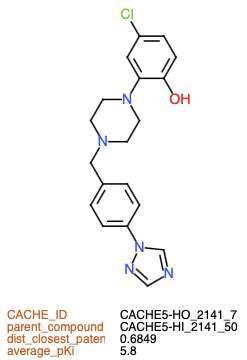 Cl
N
OH
N
N
N
N
CACHE_ID CACHE5-HO_2141_7
parent_compound CACHE5-HI_2141_50
dist_closest_paten 0.6849
average_pKi 5.8